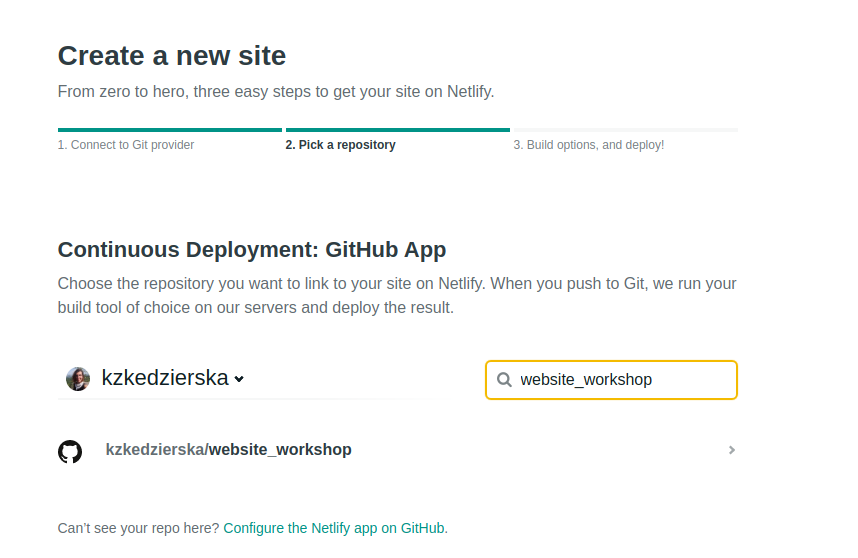 Create a new site
From zero to hero, three easy steps to get your site on Netlify.
1. Connect to Git provider
2. Pick a repository
3. Build options, and deploy!
Continuous Deployment: GitHub App
Choose the repository you want to link to your site on Netlify. When you push to Git, we run your
build tool of choice on our servers and deploy the result.
kzkedzierska
website_workshop
kzkedzierska/website_workshop
Can't see your repo here? Configure the Netlify app on GitHub.